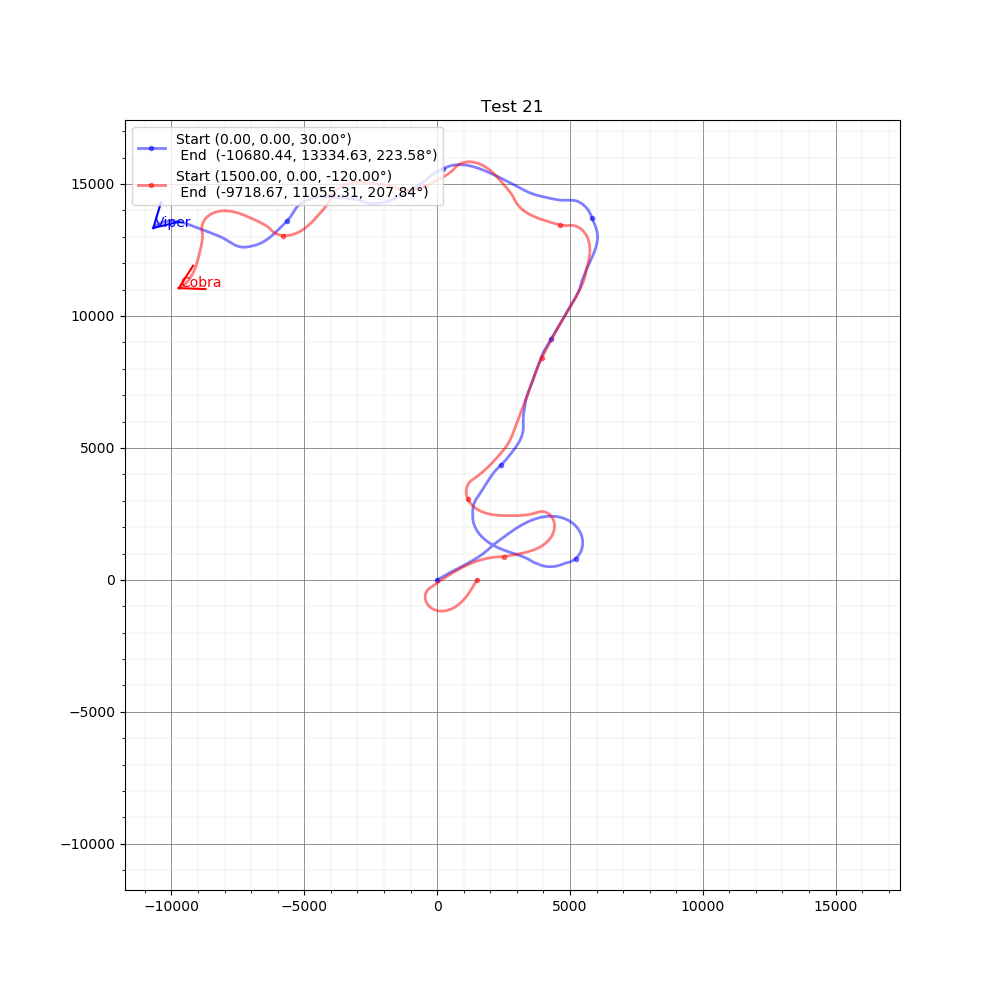 Test 21
Start (0.00, 0.00, 30.00°)
End (-10680.44, 13334.63, 223.58°)
Start (1500.00, 0.00, -120.00°)
End (-9718.67, 11055.31, 207.84°)
Viper
Cobra
15000
10000
5000
0
−5000
−10000
−10000 −5000 0 5000 10000 15000